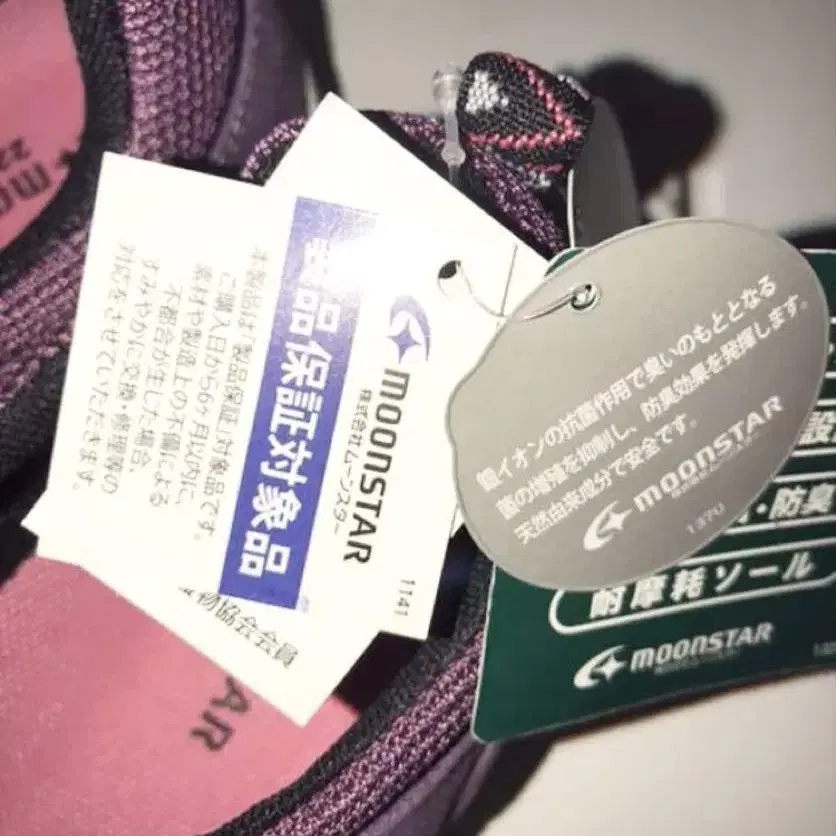 製品保証対象品
本製品は「製品保証」対象品です。
ご購入日から6ヶ月以内に、
素材や製造上の不備による
不都合が生じた場合、
すみやかに交換・修理等の
対応をさせていただきます。
moonSTAR
株式会社ムーンスター
1141
物協会会員
銀イオンの抗菌作用で臭いのもととなる
菌の増殖を抑制し、防臭効果を発揮します。
天然由来成分で安全です。
moonSTAR
1370
設
・防臭
耐摩耗ソール
moonSTAR
AR
mo
22